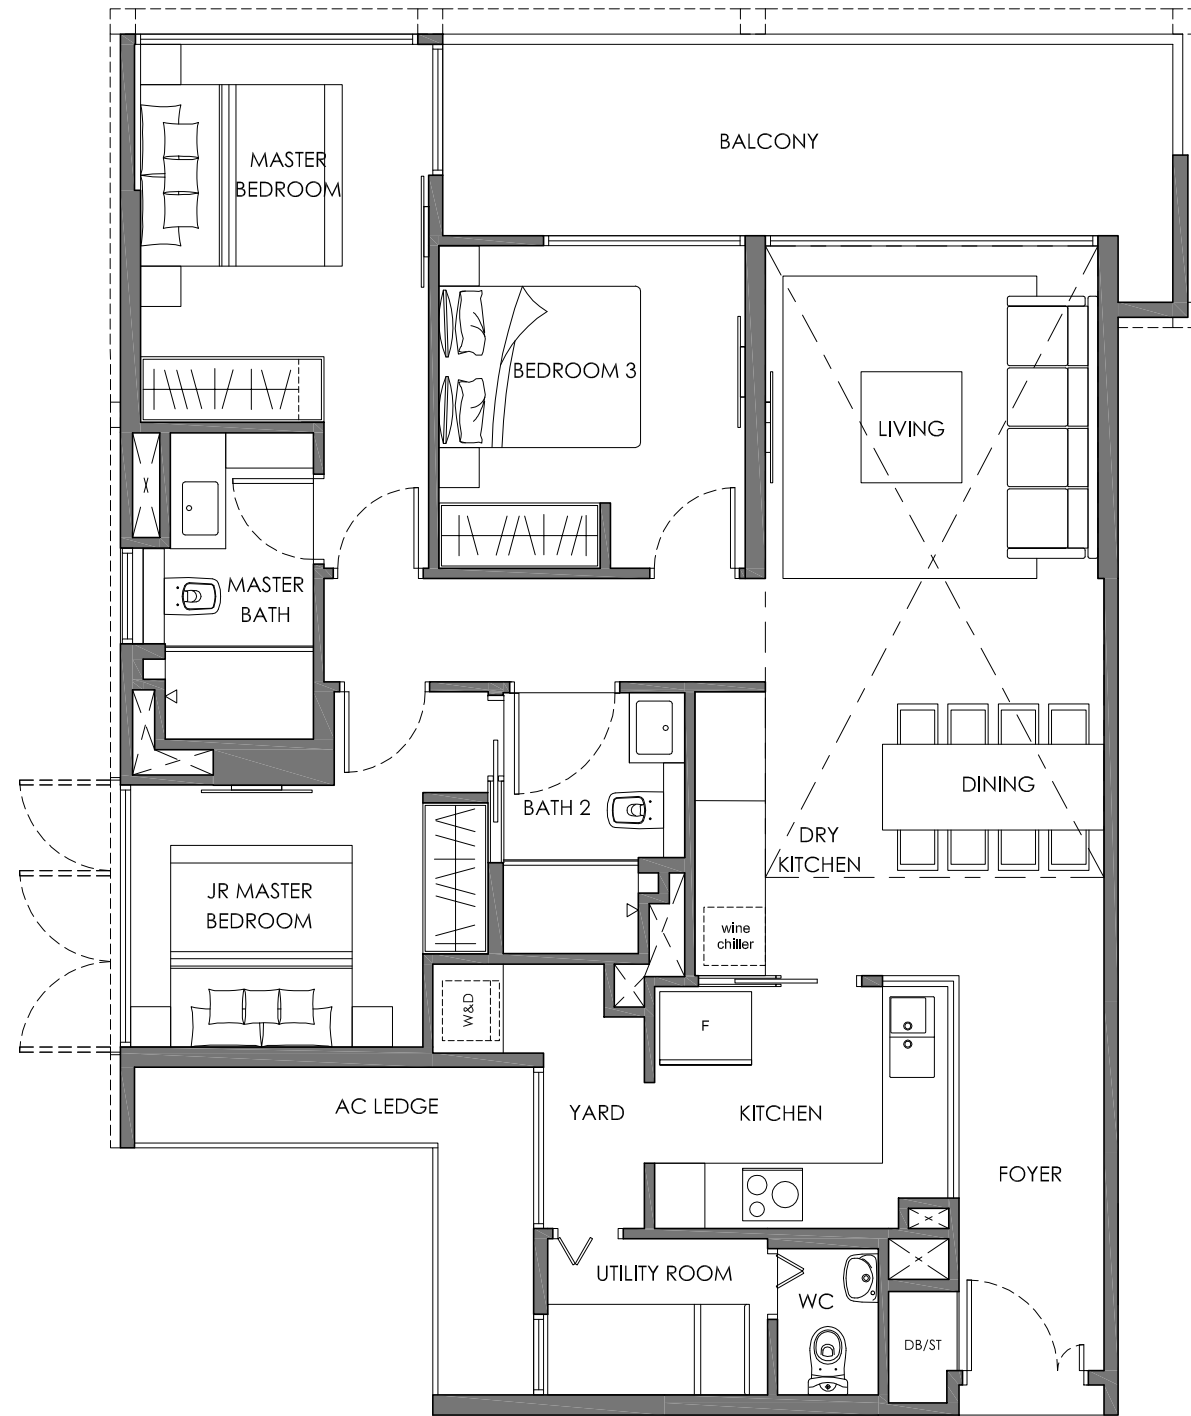 BALCONY
MASTER
BEDROOM
BEDROOM 3
LIVING
MASTER
BATH
DINING
BATH 2
DRY
KITCHEN
JR MASTER
BEDROOM
wine
chiller
W&D
F
AC LEDGE
YARD
KITCHEN
FOYER
UTILITY ROOM
WC
DB/ST